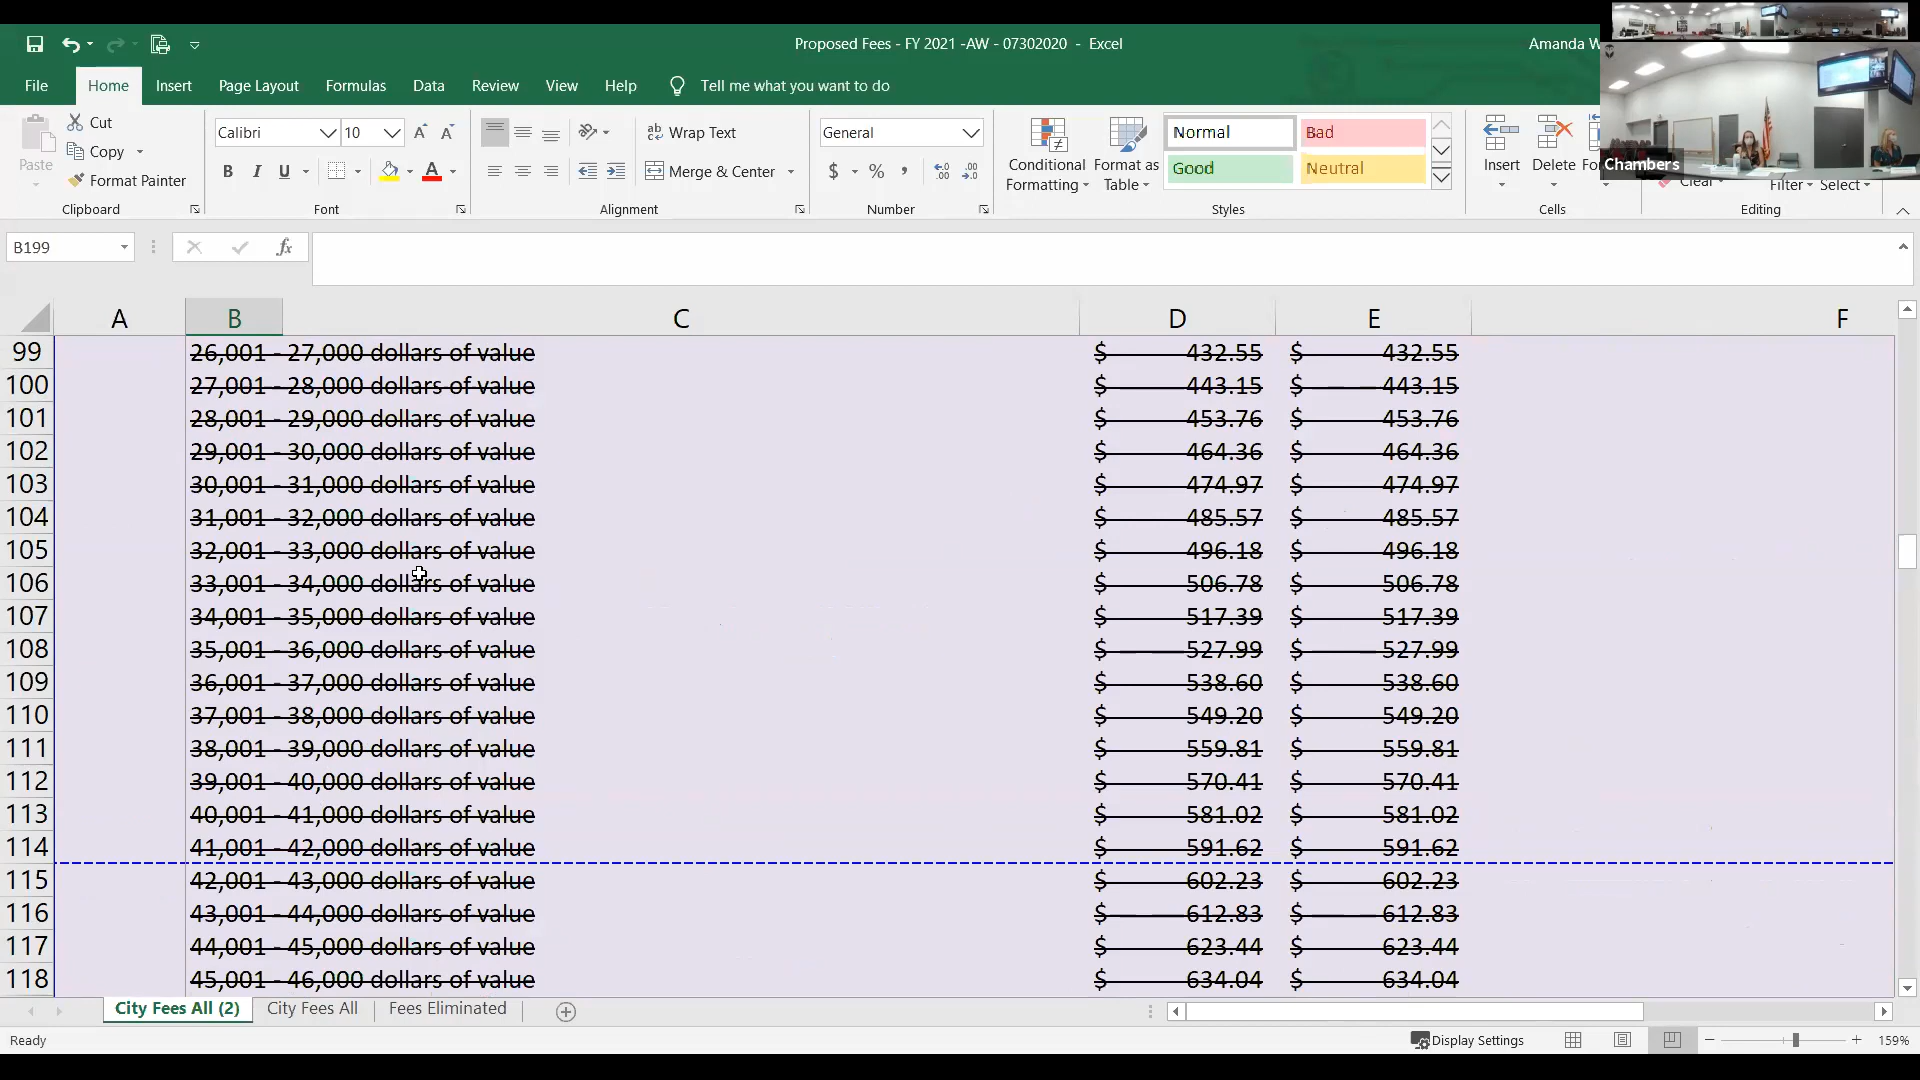 Proposed Fees - FY 2021 -AW - 07302020 - Excel
Amanda W
File Home Insert Page Layout Formulas Data Review View Help Tell me what you want to do
Paste
Cut
Copy
Format Painter
Clipboard
Calibri 10
B I U
Font
Wrap Text
Merge & Center
Alignment
General
$ % ,
Number
Conditional Formatting
Format as Table
Normal Bad
Good Neutral
Styles
Insert Delete
Cells
Clear
Filter Select
Editing
Chambers
B199 fx
A B C D E F
99 26,001 - 27,000 dollars of value $ 432.55 $ 432.55
100 27,001 - 28,000 dollars of value $ 443.15 $ 443.15
101 28,001 - 29,000 dollars of value $ 453.76 $ 453.76
102 29,001 - 30,000 dollars of value $ 464.36 $ 464.36
103 30,001 - 31,000 dollars of value $ 474.97 $ 474.97
104 31,001 - 32,000 dollars of value $ 485.57 $ 485.57
105 32,001 - 33,000 dollars of value $ 496.18 $ 496.18
106 33,001 - 34,000 dollars of value $ 506.78 $ 506.78
107 34,001 - 35,000 dollars of value $ 517.39 $ 517.39
108 35,001 - 36,000 dollars of value $ 527.99 $ 527.99
109 36,001 - 37,000 dollars of value $ 538.60 $ 538.60
110 37,001 - 38,000 dollars of value $ 549.20 $ 549.20
111 38,001 - 39,000 dollars of value $ 559.81 $ 559.81
112 39,001 - 40,000 dollars of value $ 570.41 $ 570.41
113 40,001 - 41,000 dollars of value $ 581.02 $ 581.02
114 41,001 - 42,000 dollars of value $ 591.62 $ 591.62
115 42,001 - 43,000 dollars of value $ 602.23 $ 602.23
116 43,001 - 44,000 dollars of value $ 612.83 $ 612.83
117 44,001 - 45,000 dollars of value $ 623.44 $ 623.44
118 45,001 - 46,000 dollars of value $ 634.04 $ 634.04
City Fees All (2) City Fees All Fees Eliminated
Ready
Display Settings
159%